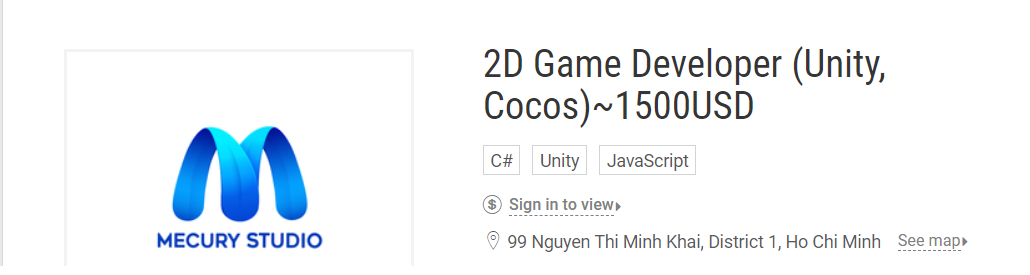 2D Game Developer (Unity,
Cocos)~1500USD
C# Unity JavaScript
Sign in to view
99 Nguyen Thi Minh Khai, District 1, Ho Chi Minh See map
MECURY STUDIO